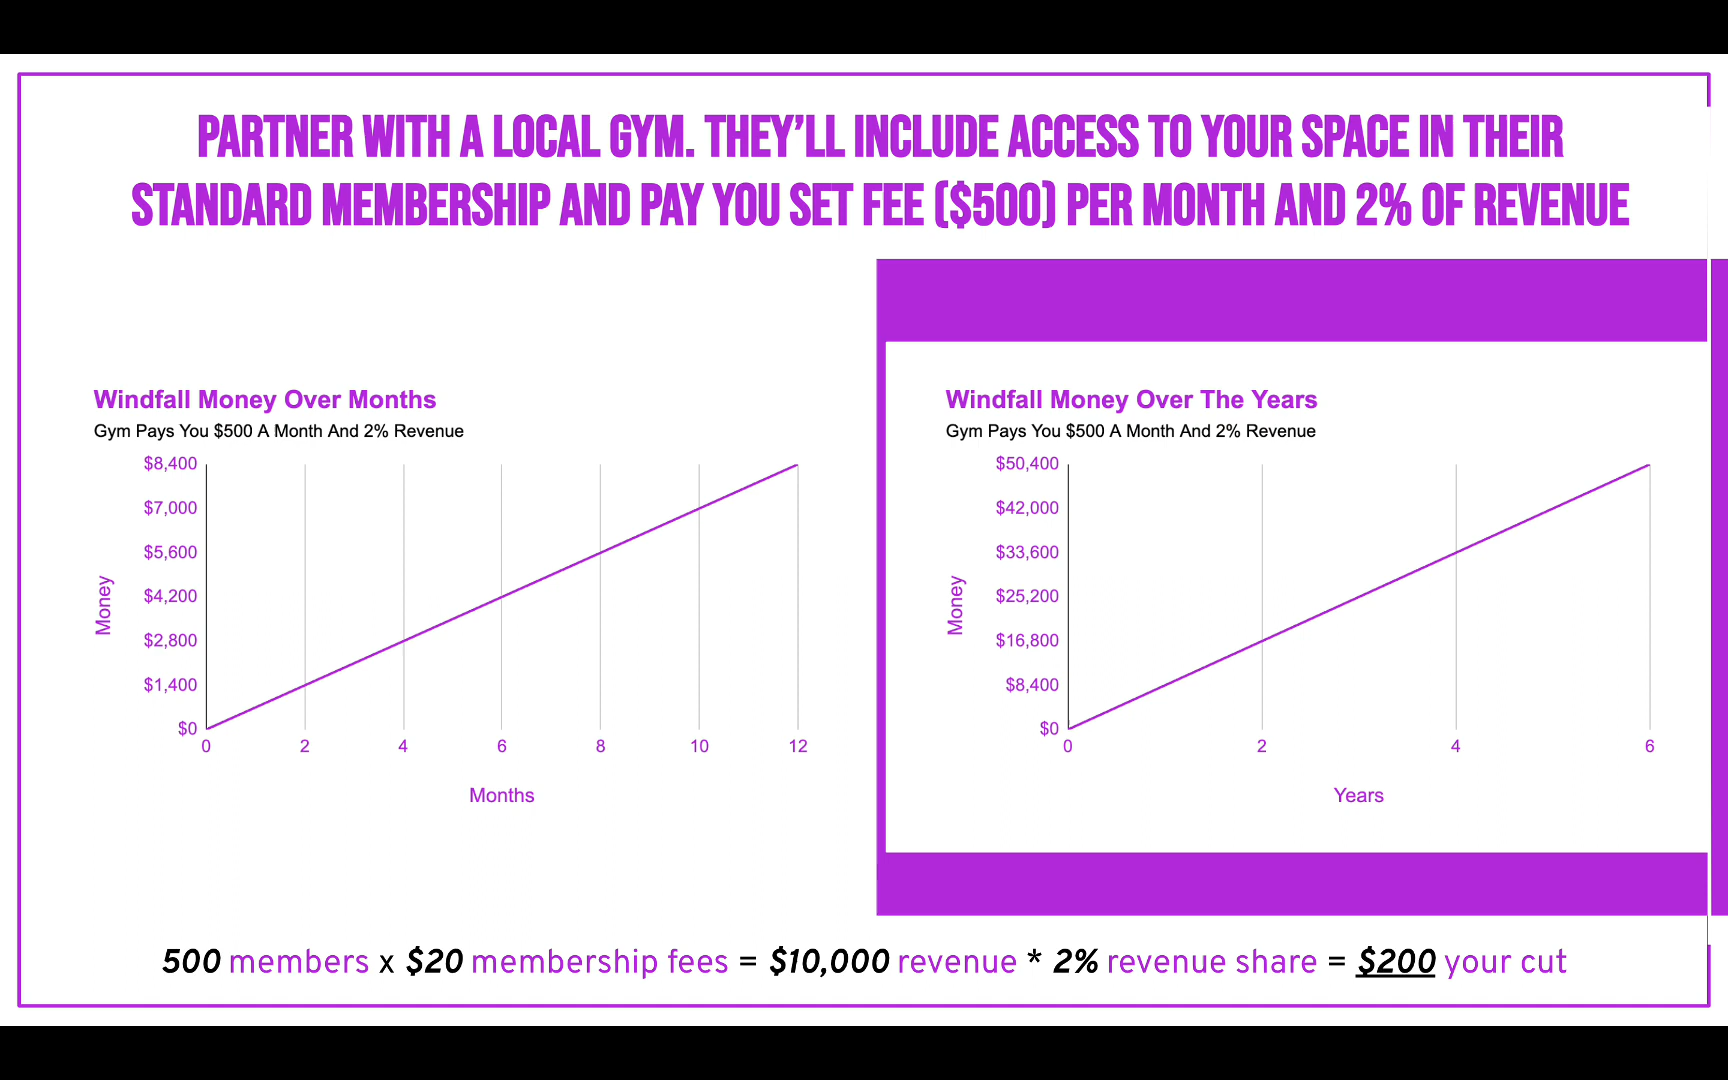 PARTNER WITH A LOCAL GYM. THEY'LL INCLUDE ACCESS TO YOUR SPACE IN THEIR
STANDARD MEMBERSHIP AND PAY YOU SET FEE ($500) PER MONTH AND 2% OF REVENUE
Windfall Money Over Months
Gym Pays You $500 A Month And 2% Revenue
$8,400
$7,000
$5,600
$4,200
$2,800
$1,400
$0
Money
0 2 4 6 8 10 12
Months
Windfall Money Over The Years
Gym Pays You $500 A Month And 2% Revenue
$50,400
$42,000
$33,600
$25,200
$16,800
$8,400
$0
Money
0 2 4 6
Years
500 members x $20 membership fees = $10,000 revenue * 2% revenue share = $200 your cut